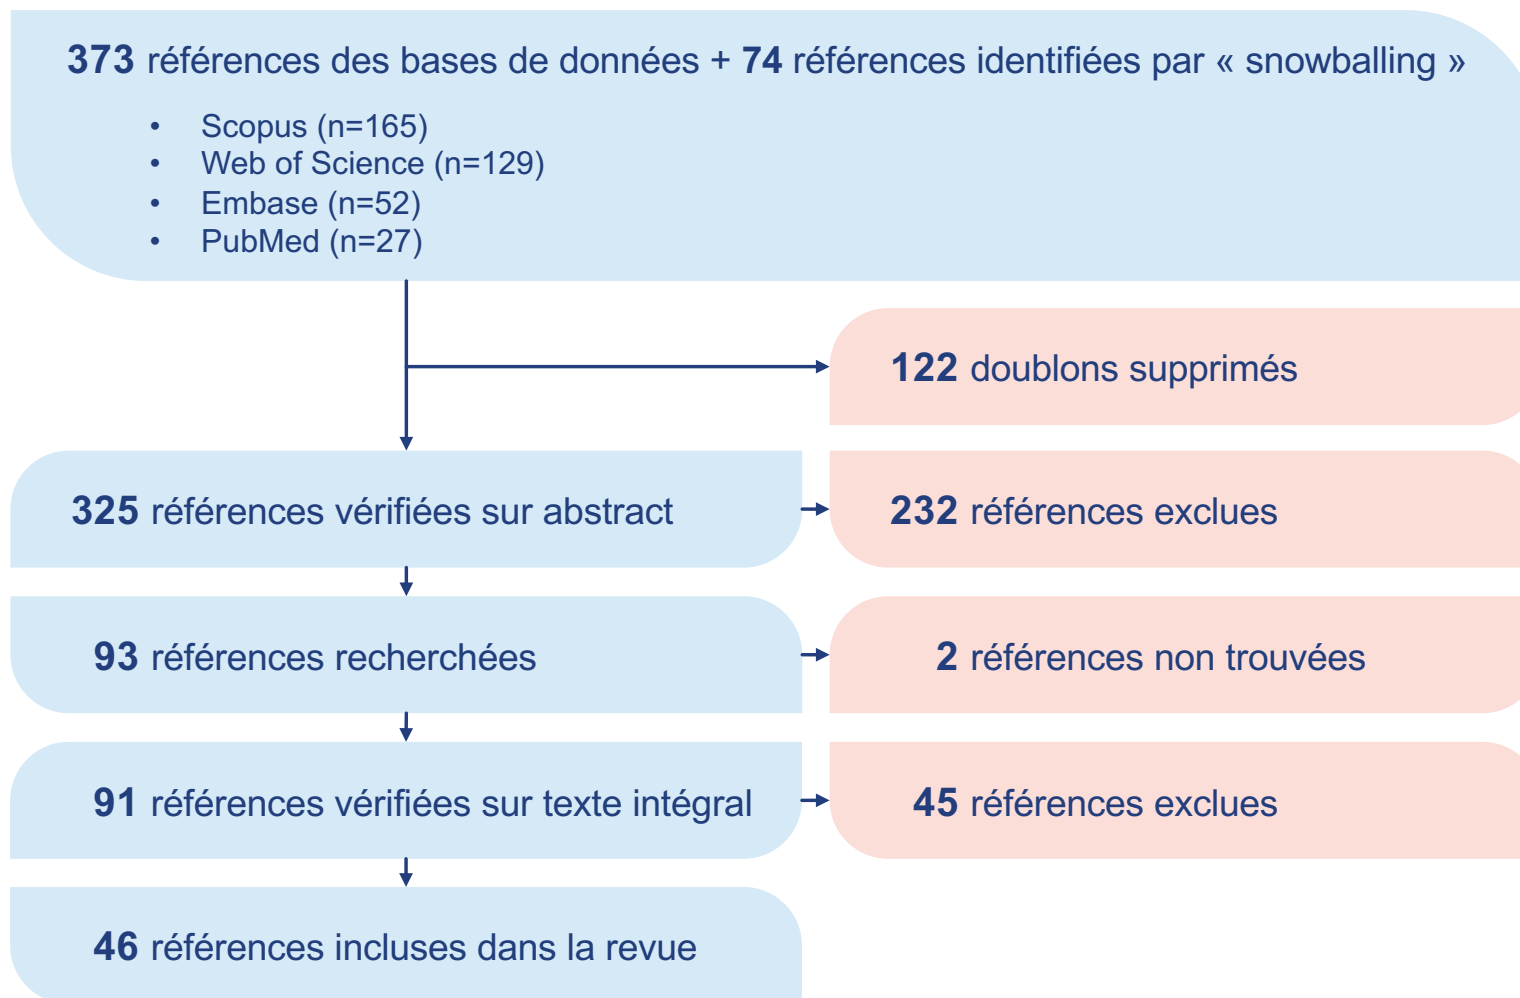 373 références des bases de données + 74 références identifiées par « snowballing »
• Scopus (n=165)
• Web of Science (n=129)
• Embase (n=52)
• PubMed (n=27)
122 doublons supprimés
325 références vérifiées sur abstract
232 références exclues
93 références recherchées
2 références non trouvées
91 références vérifiées sur texte intégral
45 références exclues
46 références incluses dans la revue